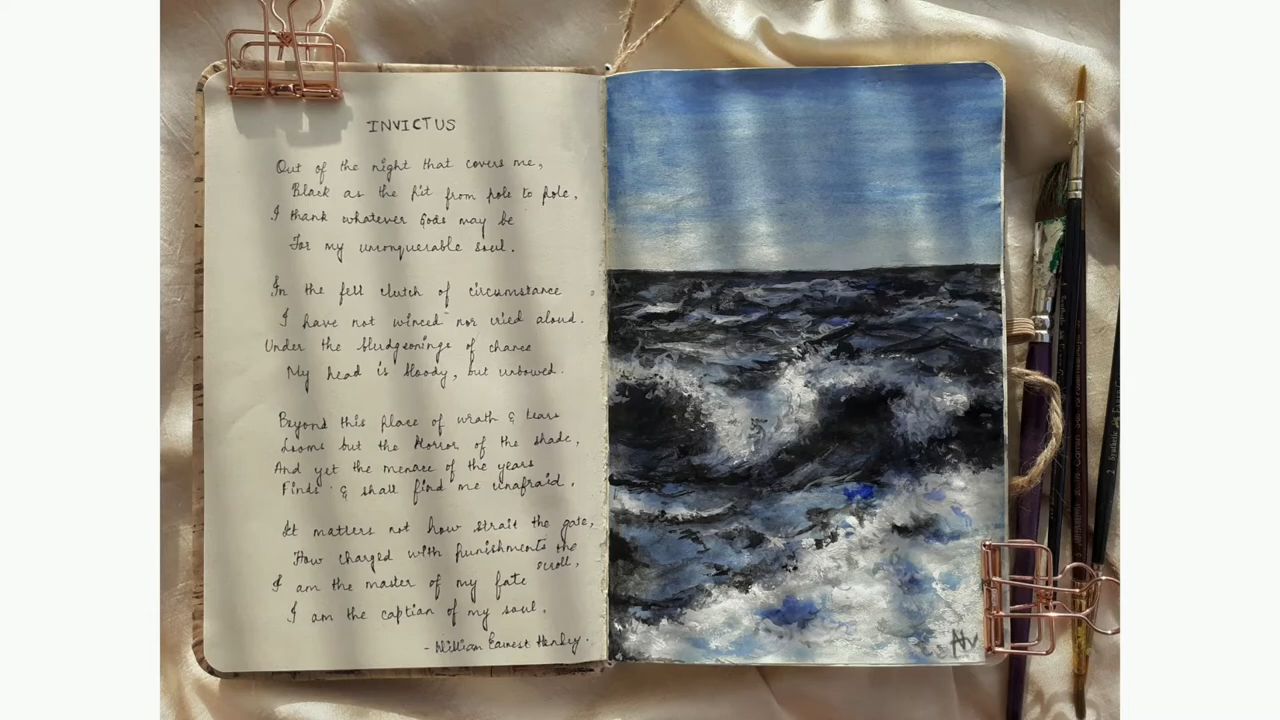 INVICTUS
Out of the night that covers me,
Black as the pit from pole to pole,
I thank whatever Gods may be
For my unconquerable soul.
In the fell clutch of circumstance
I have not winced nor cried aloud.
Under the bludgeonings of chance
My head is bloody, but unbowed.
Beyond this place of wrath & tears
Looms but the Horror of the shade,
And yet the menace of the years
Finds & shall find me unafraid.
It matters not how strait the gate,
How charged with punishments the
scroll,
I am the master of my fate
I am the captian of my soul.
- William Earnest Henley.